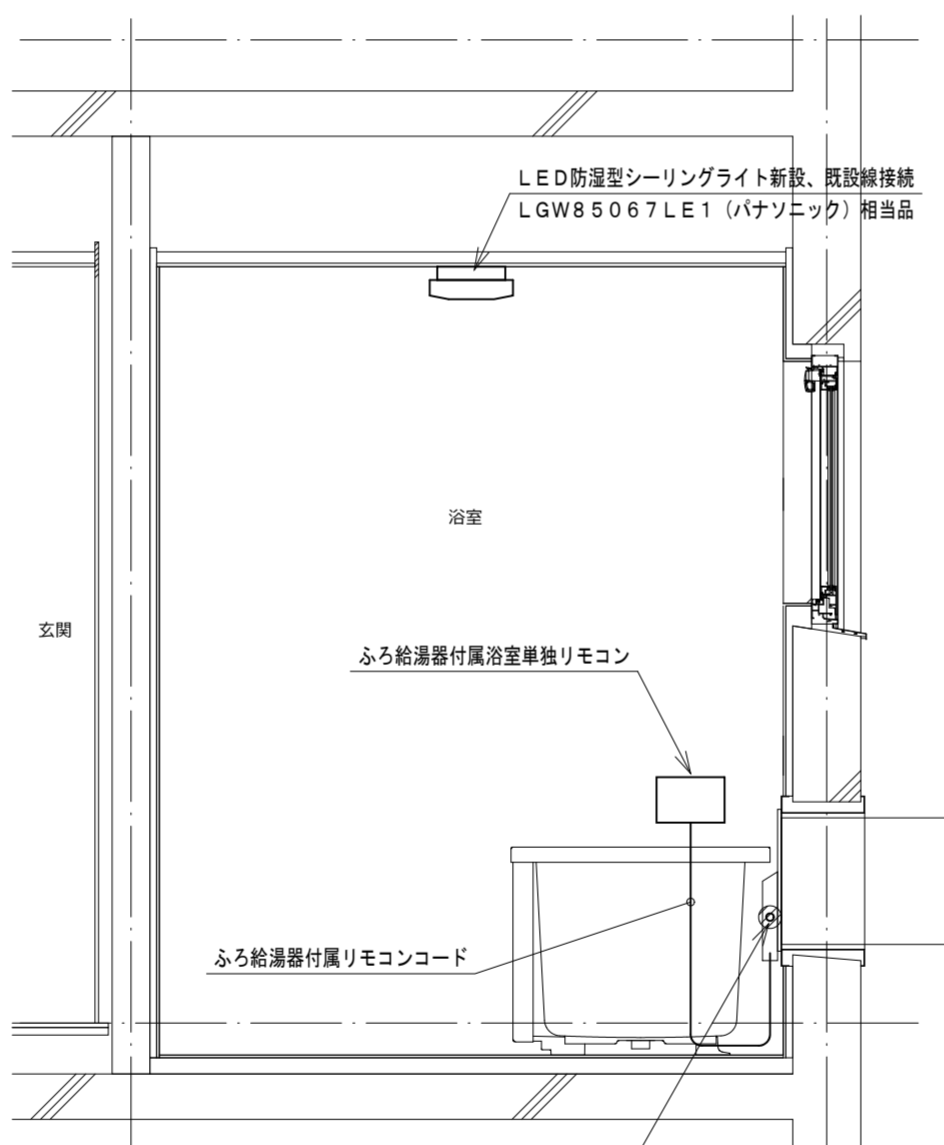 ＬＥＤ防湿型シーリングライト新設、既設線接続
ＬＧＷ８５０６７ＬＥ１（パナソニック）相当品
浴室
玄関
ふろ給湯器付属浴室単独リモコン
ふろ給湯器付属リモコンコード